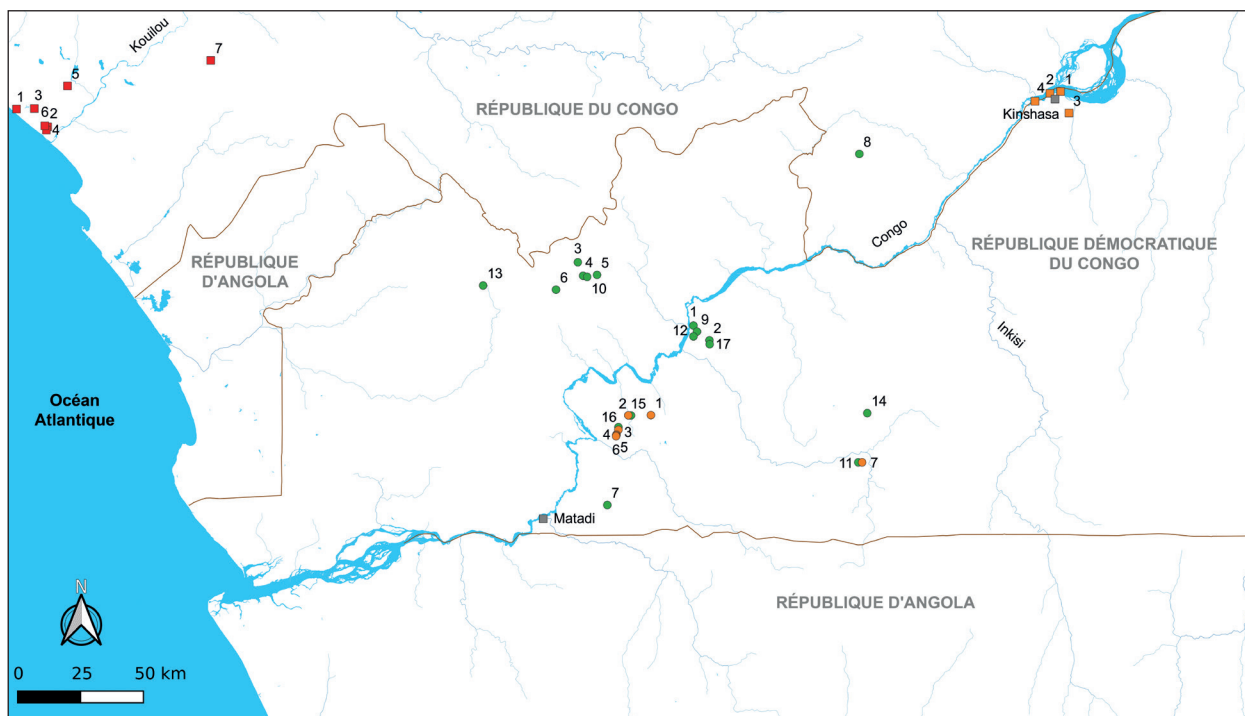 Kouilou
7
5
1
3
6
2
4
RÉPUBLIQUE DU CONGO
2
1
4
3
Kinshasa
8
Congo
RÉPUBLIQUE DÉMOCRATIQUE
DU CONGO
RÉPUBLIQUE
D'ANGOLA
3
4
5
6
10
13
1
9
12
2
17
Inkisi
Océan
Atlantique
2
15
1
16
4
3
6
5
14
11
7
7
Matadi
RÉPUBLIQUE D'ANGOLA
N
0
25
50 km